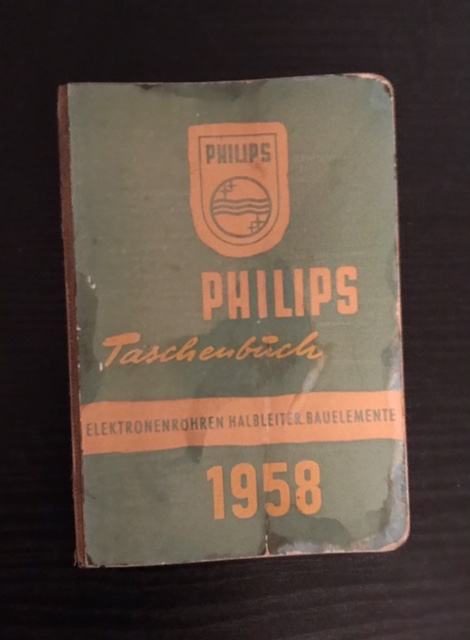 PHILIPS
PHILIPS
Taschenbuch
ELEKTRONENRÖHREN HALBLEITER.BAUELEMENTE
1958